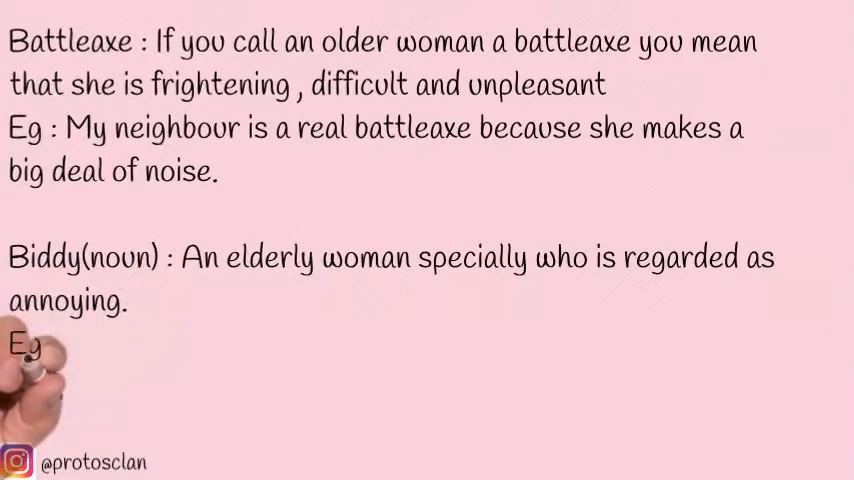 Battleaxe : If you call an older woman a battleaxe you mean
that she is frightening , difficult and unpleasant
Eg : My neighbour is a real battleaxe because she makes a
big deal of noise.
Biddy(noun) : An elderly woman specially who is regarded as
annoying.
Eg
@protosclan